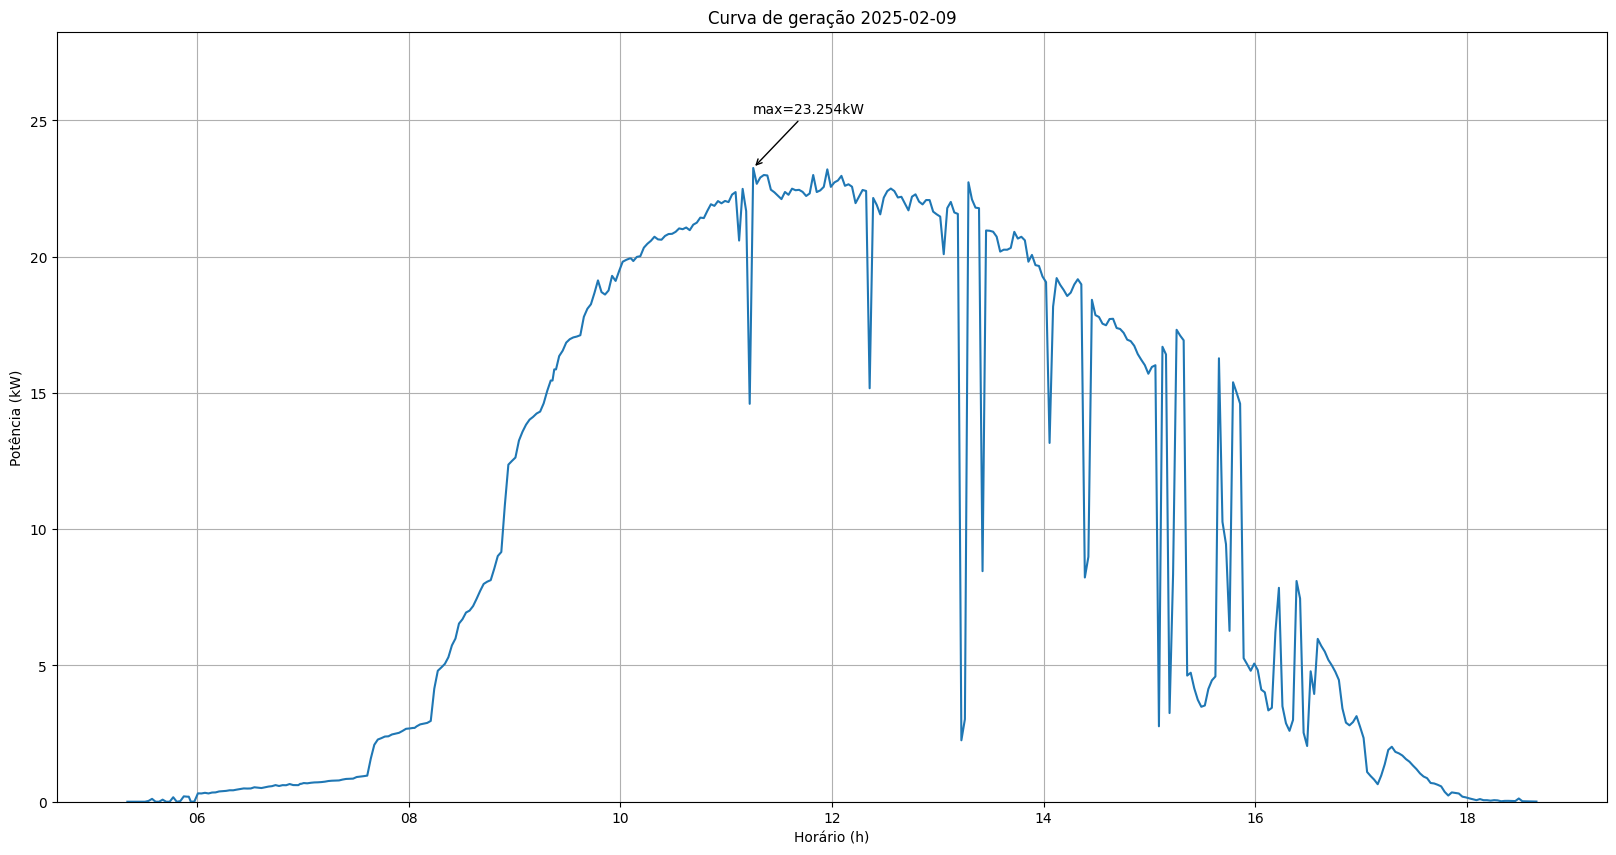 Curva de geração 2025-02-09
max=23.254kW
Potência (kW)
25
20
15
10
5
0
06 08 10 12 14 16 18
Horário (h)